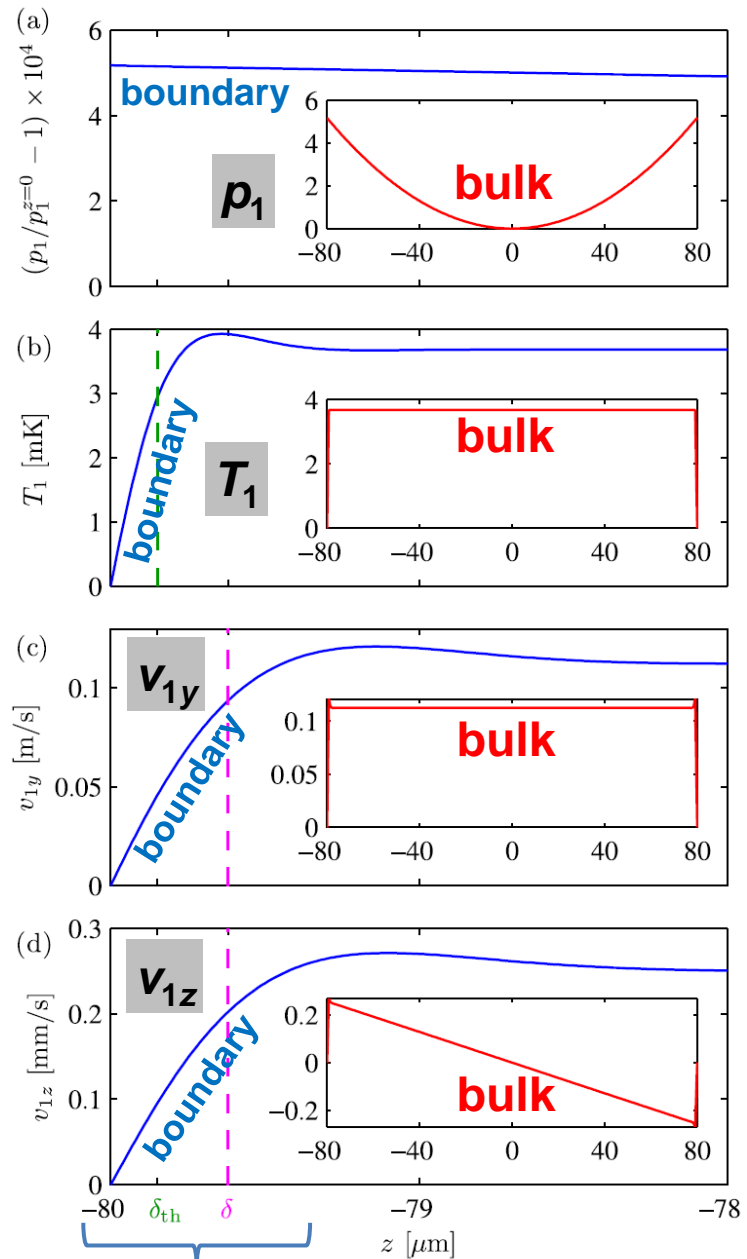 (a)
(p₁/p₁ᶻ⁼⁰ − 1) × 10⁴
6
4
2
0
boundary
p₁
bulk
6
4
2
0
−80
−40
0
40
80
(b)
T₁ [mK]
4
3
2
1
0
boundary
T₁
bulk
4
2
0
−80
−40
0
40
80
(c)
v₁y [m/s]
0.1
0.05
0
v₁y
boundary
bulk
0.1
0.05
0
−80
−40
0
40
80
(d)
v₁z [mm/s]
0.3
0.2
0.1
0
v₁z
boundary
bulk
0.2
0
−0.2
−80
−40
0
40
80
−80
δth
δ
−79
−78
z [μm]